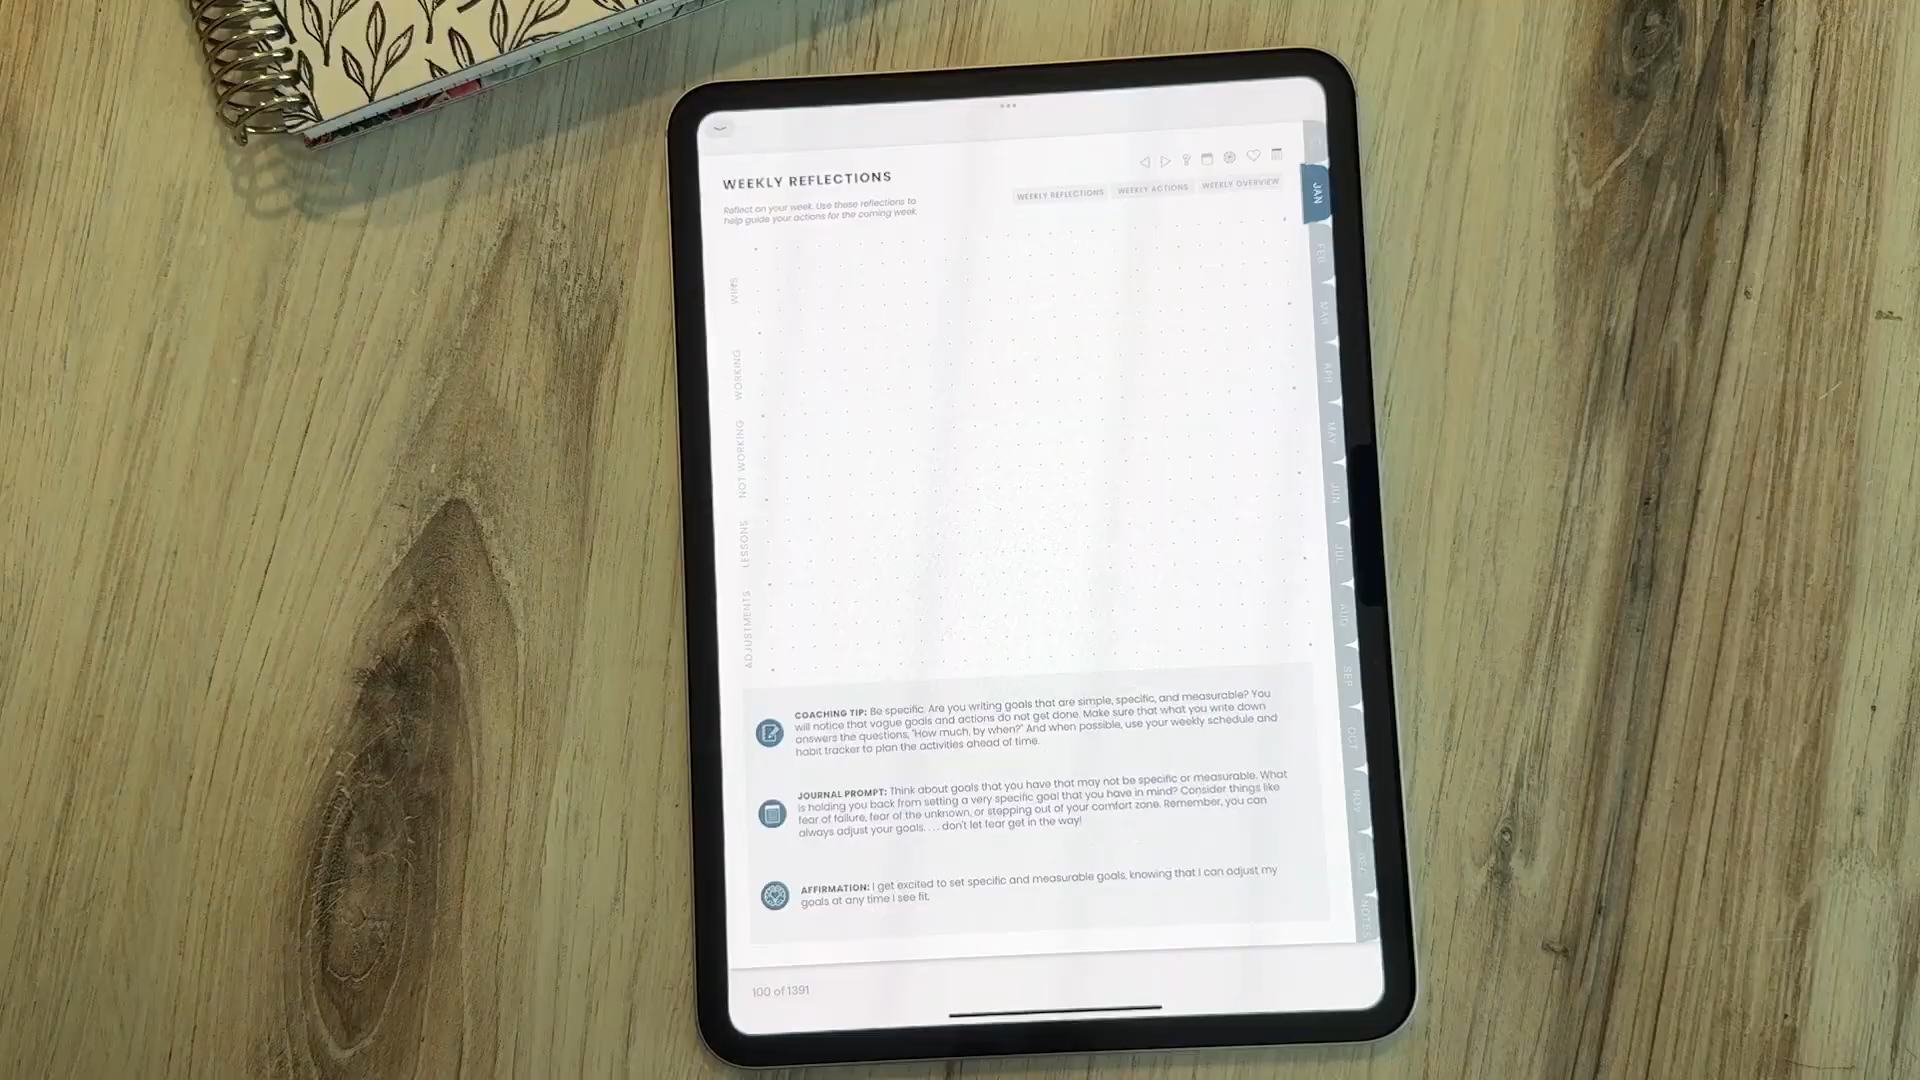 WEEKLY REFLECTIONS
Reflect on your week. Use these reflections to
help guide your actions for the coming week.
WEEKLY REFLECTIONS
WEEKLY ACTIONS
WEEKLY OVERVIEW
WINS
WORKING
NOT WORKING
LESSONS
ADJUSTMENTS
COACHING TIP: Be specific. Are you writing goals that are simple, specific, and measurable? You
will notice that vague goals and actions do not get done. Make sure that what you write down
answers the questions, "How much, by when?" And when possible, use your weekly schedule and
habit tracker to plan the activities ahead of time.
JOURNAL PROMPT: Think about goals that you have that may not be specific or measurable. What
is holding you back from setting a very specific goal that you have in mind? Consider things like
fear of failure, fear of the unknown, or stepping out of your comfort zone. Remember, you can
always adjust your goals. . . . don't let fear get in the way!
AFFIRMATION: I get excited to set specific and measurable goals, knowing that I can adjust my
goals at any time I see fit.
JAN
FEB
MAR
APR
MAY
JUN
JUL
AUG
SEP
OCT
NOV
DEC
NOTES
100 of 1391